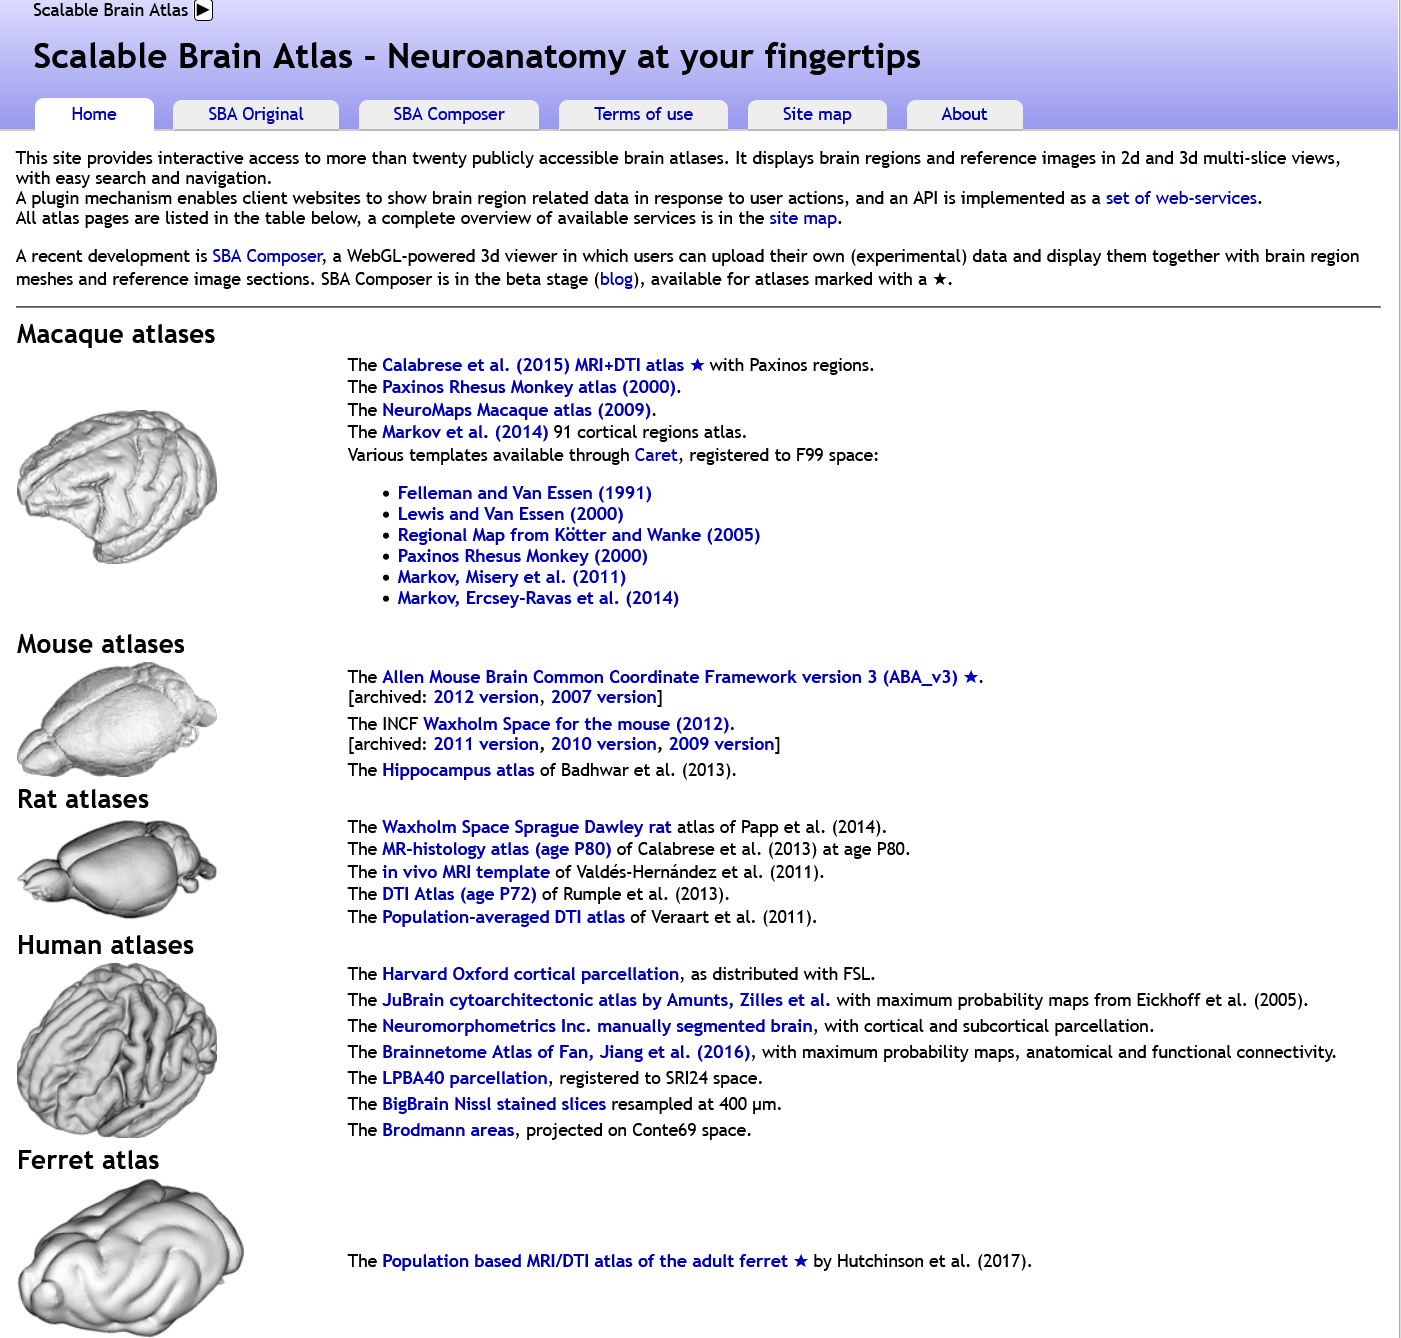 Scalable Brain Atlas ▶
Scalable Brain Atlas - Neuroanatomy at your fingertips
Home SBA Original SBA Composer Terms of use Site map About
This site provides interactive access to more than twenty publicly accessible brain atlases. It displays brain regions and reference images in 2d and 3d multi-slice views,
with easy search and navigation.
A plugin mechanism enables client websites to show brain region related data in response to user actions, and an API is implemented as a set of web-services.
All atlas pages are listed in the table below, a complete overview of available services is in the site map.
A recent development is SBA Composer, a WebGL-powered 3d viewer in which users can upload their own (experimental) data and display them together with brain region
meshes and reference image sections. SBA Composer is in the beta stage (blog), available for atlases marked with a ★.
Macaque atlases
The Calabrese et al. (2015) MRI+DTI atlas ★ with Paxinos regions.
The Paxinos Rhesus Monkey atlas (2000).
The NeuroMaps Macaque atlas (2009).
The Markov et al. (2014) 91 cortical regions atlas.
Various templates available through Caret, registered to F99 space:
• Felleman and Van Essen (1991)
• Lewis and Van Essen (2000)
• Regional Map from Kötter and Wanke (2005)
• Paxinos Rhesus Monkey (2000)
• Markov, Misery et al. (2011)
• Markov, Ercsey-Ravas et al. (2014)
Mouse atlases
The Allen Mouse Brain Common Coordinate Framework version 3 (ABA_v3) ★.
[archived: 2012 version, 2007 version]
The INCF Waxholm Space for the mouse (2012).
[archived: 2011 version, 2010 version, 2009 version]
The Hippocampus atlas of Badhwar et al. (2013).
Rat atlases
The Waxholm Space Sprague Dawley rat atlas of Papp et al. (2014).
The MR-histology atlas (age P80) of Calabrese et al. (2013) at age P80.
The in vivo MRI template of Valdés-Hernández et al. (2011).
The DTI Atlas (age P72) of Rumple et al. (2013).
The Population-averaged DTI atlas of Veraart et al. (2011).
Human atlases
The Harvard Oxford cortical parcellation, as distributed with FSL.
The JuBrain cytoarchitectonic atlas by Amunts, Zilles et al. with maximum probability maps from Eickhoff et al. (2005).
The Neuromorphometrics Inc. manually segmented brain, with cortical and subcortical parcellation.
The Brainnetome Atlas of Fan, Jiang et al. (2016), with maximum probability maps, anatomical and functional connectivity.
The LPBA40 parcellation, registered to SRI24 space.
The BigBrain Nissl stained slices resampled at 400 µm.
The Brodmann areas, projected on Conte69 space.
Ferret atlas
The Population based MRI/DTI atlas of the adult ferret ★ by Hutchinson et al. (2017).